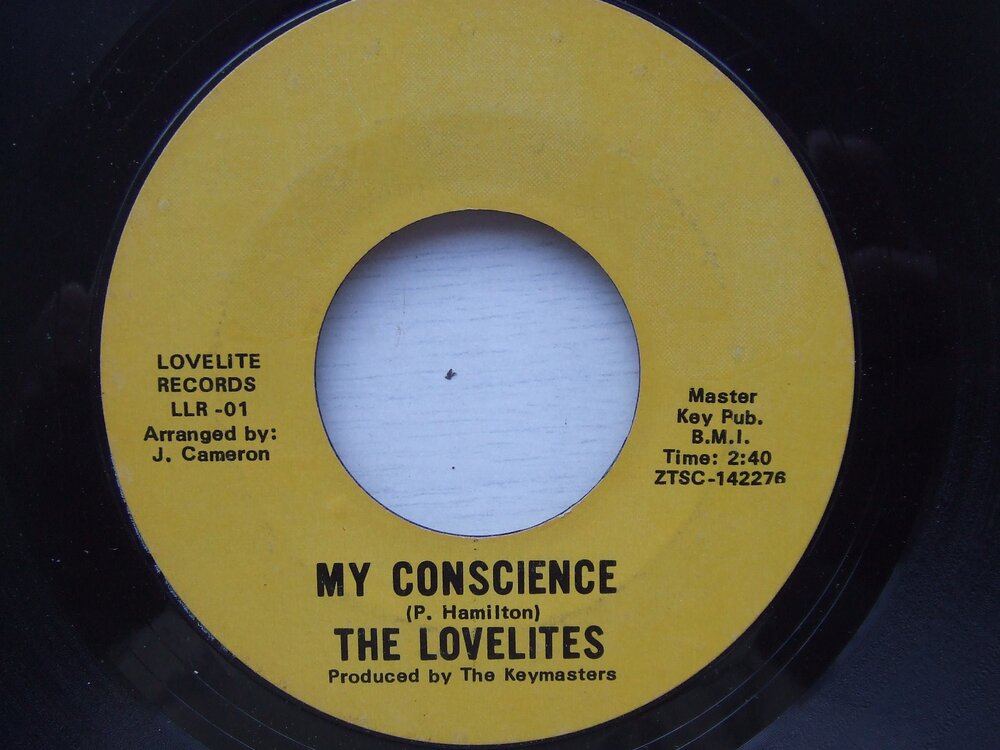 LOVELITE
RECORDS
LLR -01
Arranged by:
J. Cameron
Master
Key Pub.
B.M.I.
Time: 2:40
ZTSC-142276
MY CONSCIENCE
(P. Hamilton)
THE LOVELITES
Produced by The Keymasters